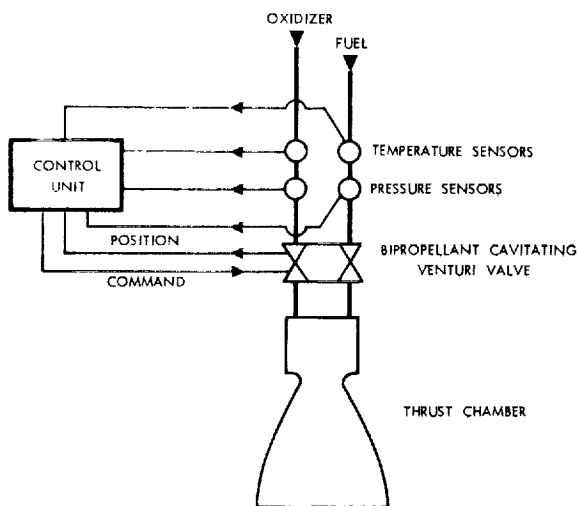 OXIDIZER
FUEL
TEMPERATURE SENSORS
CONTROL
UNIT
PRESSURE SENSORS
POSITION
BIPROPELLANT CAVITATING
VENTURI VALVE
COMMAND
THRUST CHAMBER